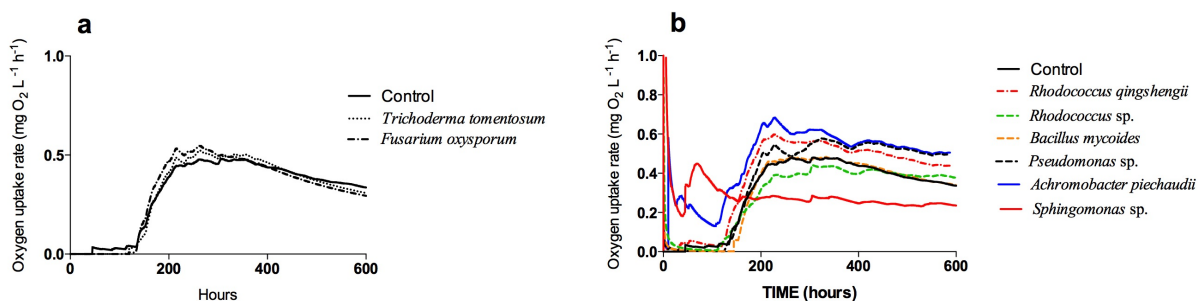 a
Oxygen uptake rate (mg O2 L-1 h-1)
1.0
0.5
0.0
0
200
400
600
Hours
Control
Trichoderma tomentosum
Fusarium oxysporum
b
Oxygen uptake rate (mg O2 L-1 h-1)
1.0
0.8
0.6
0.4
0.2
0.0
0
200
400
600
TIME (hours)
Control
Rhodococcus qingshengii
Rhodococcus sp.
Bacillus mycoides
Pseudomonas sp.
Achromobacter piechaudii
Sphingomonas sp.